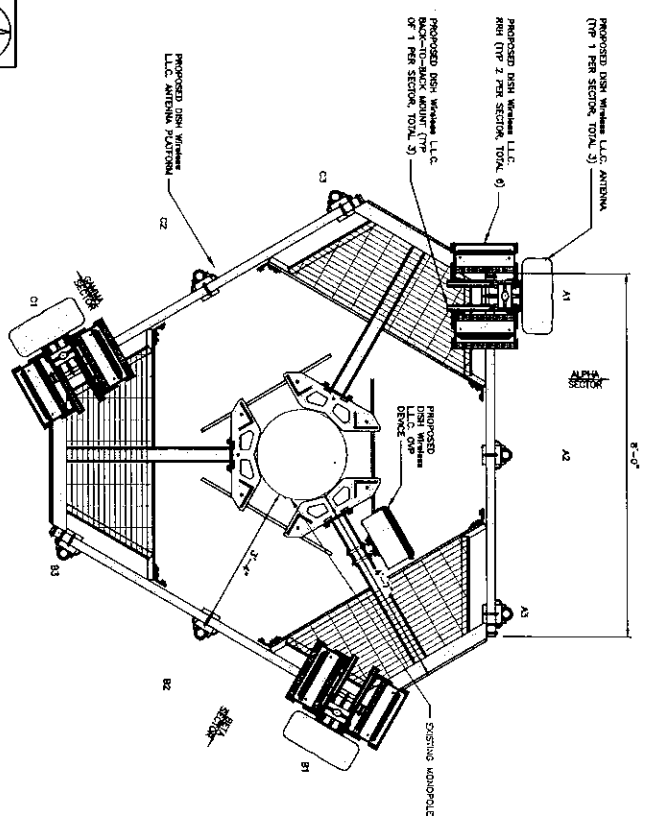 PROPOSED DISH Wireless L.L.C. ANTENNA
(TYP 1 PER SECTOR, TOTAL 3)
PROPOSED DISH Wireless L.L.C.
RRH (TYP 2 PER SECTOR, TOTAL 6)
PROPOSED DISH Wireless L.L.C.
BACK-TO-BACK MOUNT (TYP
OF 1 PER SECTOR, TOTAL 3)
PROPOSED DISH Wireless
L.L.C. ANTENNA PLATFORM
8'-0"
A1
ALPHA
SECTOR
A2
A3
C3
C2
GAMMA
SECTOR
C1
PROPOSED
DISH Wireless
L.L.C. OVP
DEVICE
3'-4"
B3
B2
BETA
SECTOR
B1
EXISTING MONOPOLE